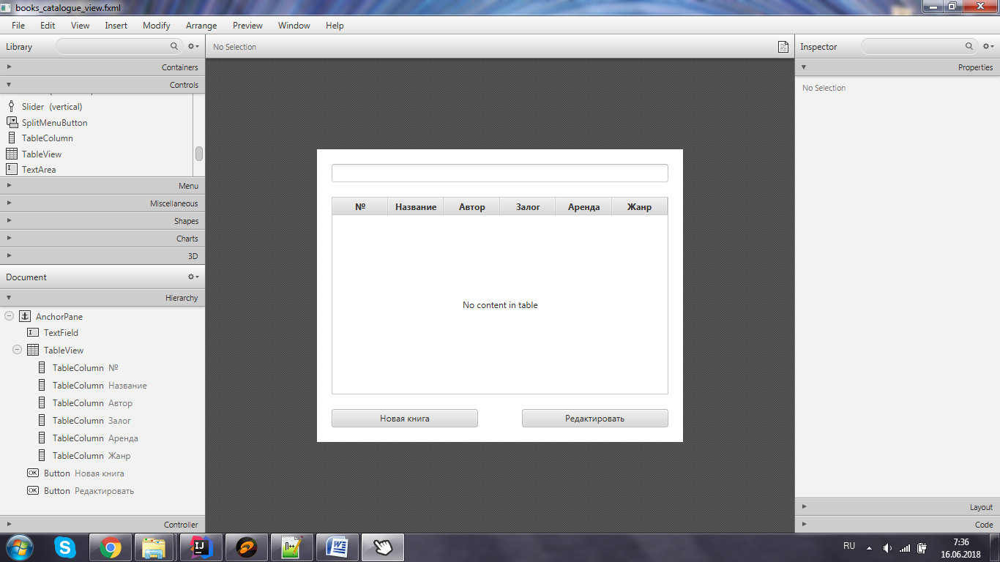 books_catalogue_view.fxml
File Edit View Insert Modify Arrange Preview Window Help
Library
No Selection
Inspector
Containers
Properties
Controls
No Selection
Slider (vertical)
SplitMenuButton
TableColumn
TableView
TextArea
Menu
Miscellaneous
Shapes
Charts
3D
№ Название Автор Залог Аренда Жанр
No content in table
Новая книга Редактировать
Document
Hierarchy
AnchorPane
TextField
TableView
TableColumn №
TableColumn Название
TableColumn Автор
TableColumn Залог
TableColumn Аренда
TableColumn Жанр
Button Новая книга
Button Редактировать
Controller
Layout
Code
RU
7:36
16.06.2018